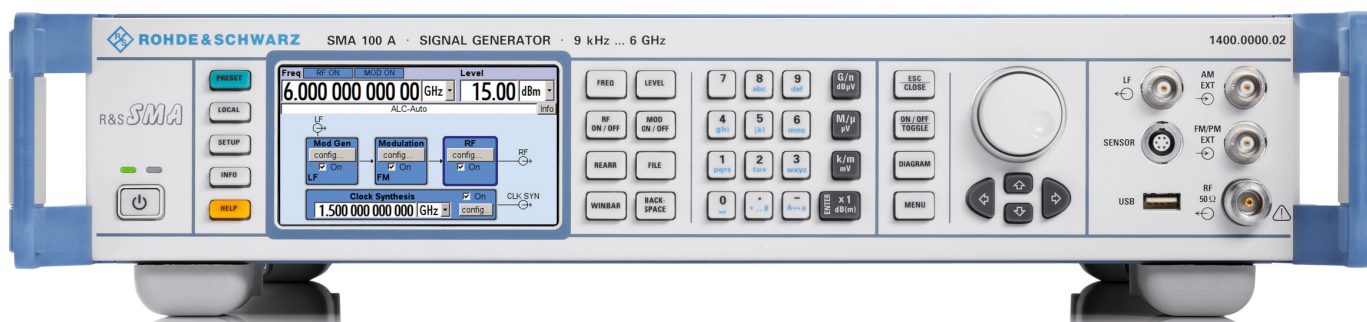 ROHDE&SCHWARZ SMA 100 A · SIGNAL GENERATOR · 9 kHz ... 6 GHz 1400.0000.02
R&S SMA
PRESET
LOCAL
SETUP
INFO
HELP
Freq RF ON MOD ON Level
6.000 000 000 00 GHz 15.00 dBm
ALC-Auto Info
LF
Mod Gen Modulation RF
config... config... config... RF
On On On
LF FM
Clock Synthesis On CLK SYN
1.500 000 000 000 GHz config...
FREQ LEVEL
RF ON / OFF MOD ON / OFF
REARR FILE
WINBAR BACK-SPACE
7 8 abc 9 def G/n dBµV
4 ghi 5 jkl 6 mno M/µ µV
1 pqrs 2 tuv 3 wxyz k/m mV
0 . *...# - A↔a ENTER x 1 dB(m)
ESC CLOSE
ON / OFF TOGGLE
DIAGRAM
MENU
LF AM EXT
SENSOR FM/PM EXT
USB RF 50 Ω